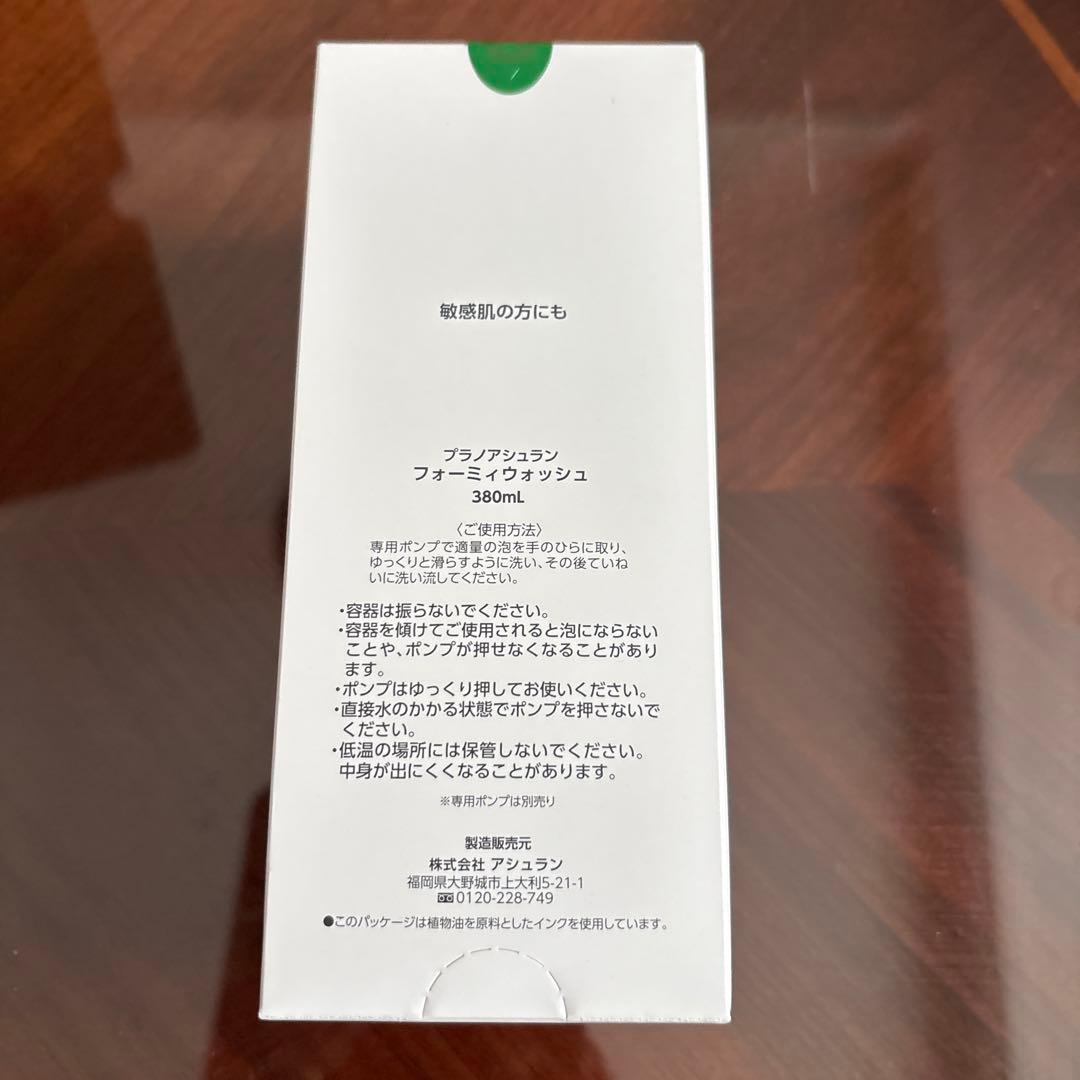 敏感肌の方にも
プラノアシュラン
フォーミィウォッシュ
380mL
〈ご使用方法〉
専用ポンプで適量の泡を手のひらに取り、
ゆっくりと滑らすように洗い、その後ていね
いに洗い流してください。
・容器は振らないでください。
・容器を傾けてご使用されると泡にならない
ことや、ポンプが押せなくなることがあり
ます。
・ポンプはゆっくり押してお使いください。
・直接水のかかる状態でポンプを押さないで
ください。
・低温の場所には保管しないでください。
中身が出にくくなることがあります。
※専用ポンプは別売り
製造販売元
株式会社 アシュラン
福岡県大野城市上大利5-21-1
0120-228-749
●このパッケージは植物油を原料としたインクを使用しています。